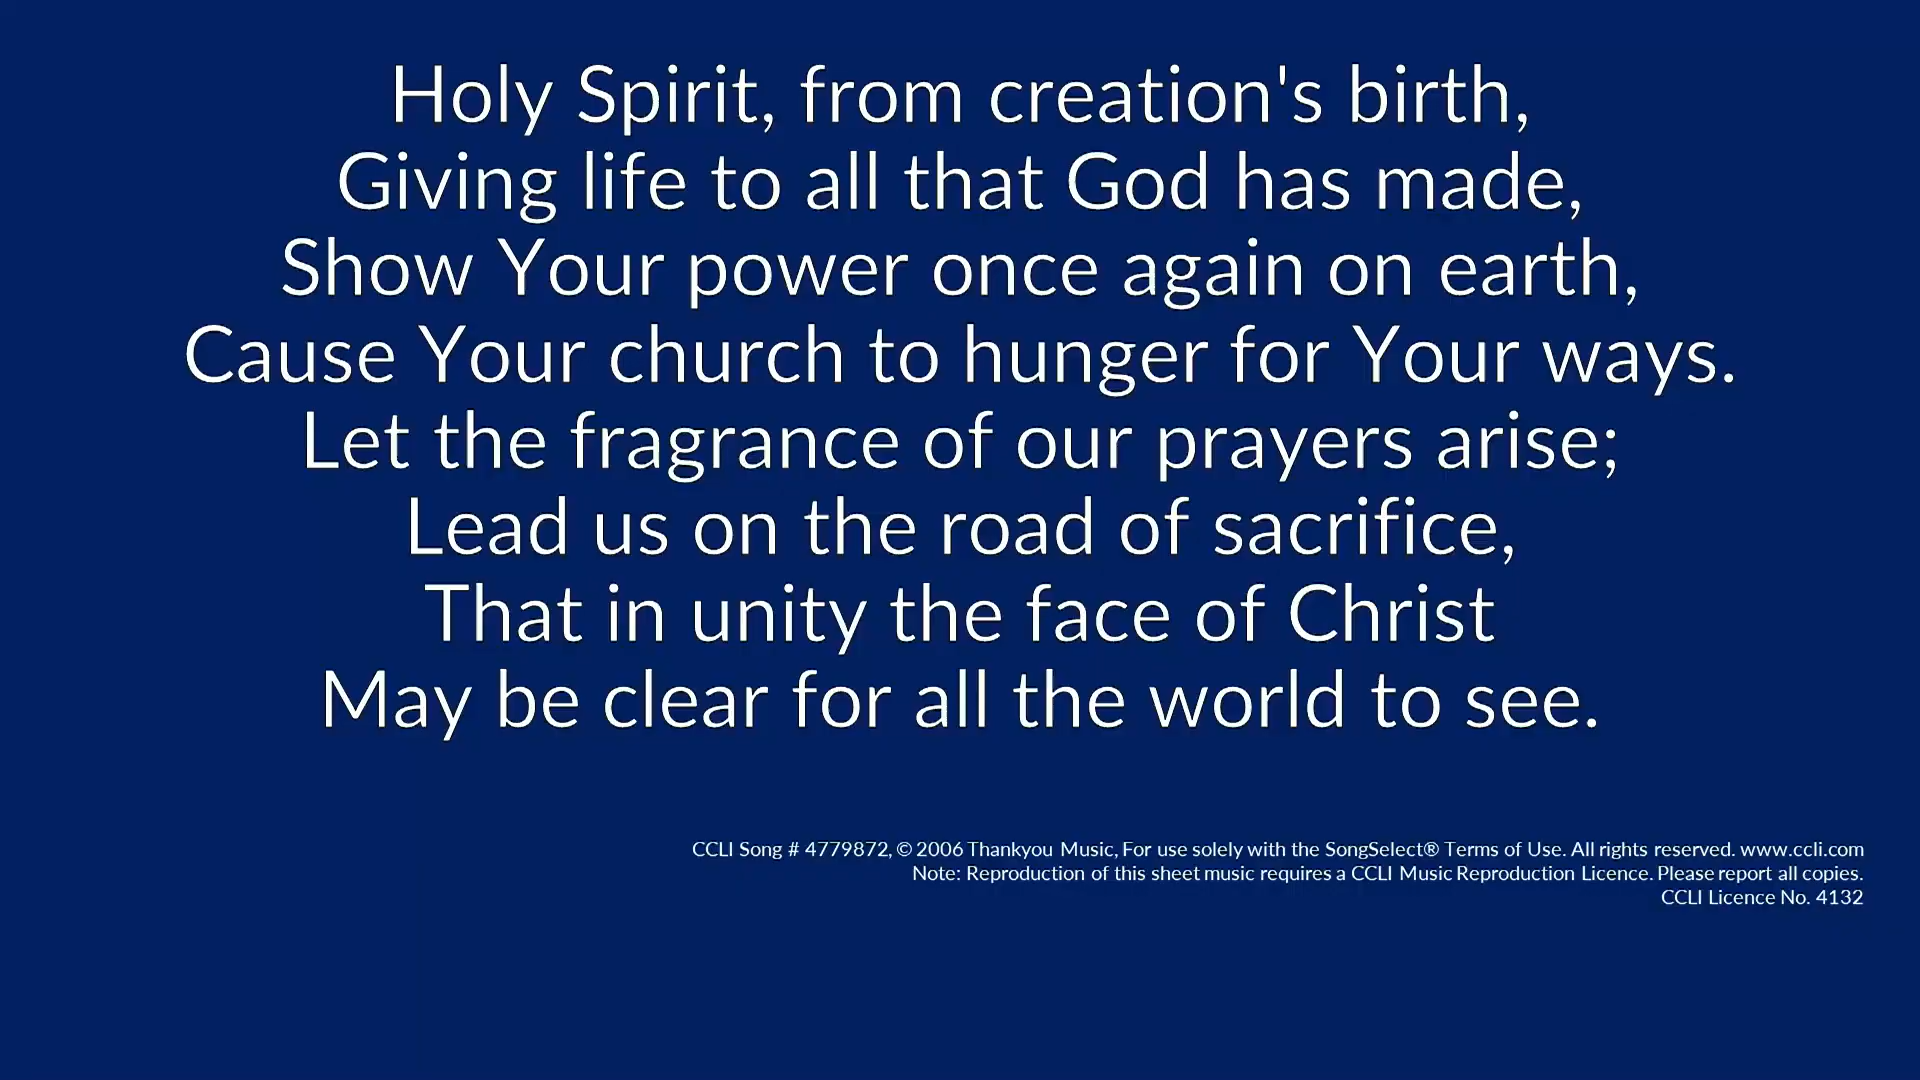 Holy Spirit, from creation's birth,
Giving life to all that God has made,
Show Your power once again on earth,
Cause Your church to hunger for Your ways.
Let the fragrance of our prayers arise;
Lead us on the road of sacrifice,
That in unity the face of Christ
May be clear for all the world to see.
CCLI Song # 4779872, © 2006 Thankyou Music, For use solely with the SongSelect® Terms of Use. All rights reserved. www.ccli.com
Note: Reproduction of this sheet music requires a CCLI Music Reproduction Licence. Please report all copies.
CCLI Licence No. 4132